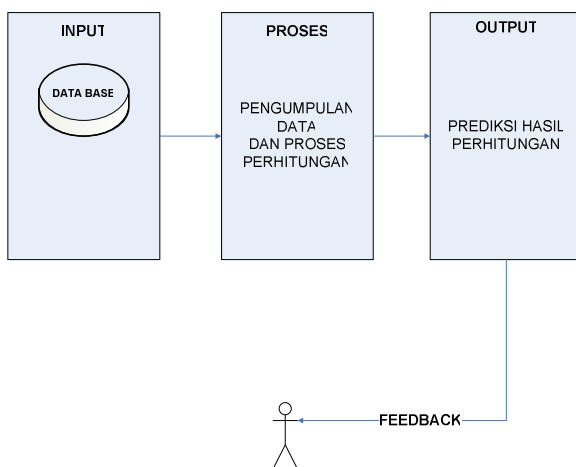 INPUT
DATA BASE
PROSES
PENGUMPULAN
DATA
DAN PROSES
PERHITUNGAN
OUTPUT
PREDIKSI HASIL
PERHITUNGAN
FEEDBACK